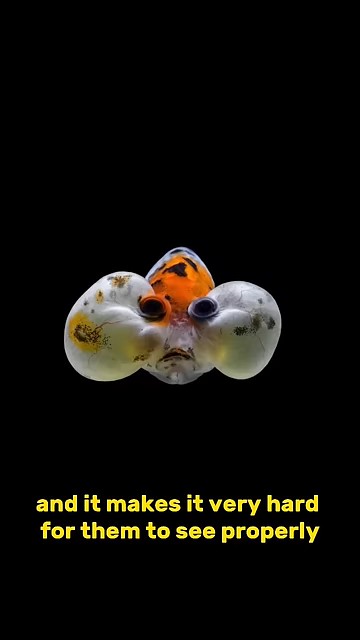 and it makes it very hard
for them to see properly